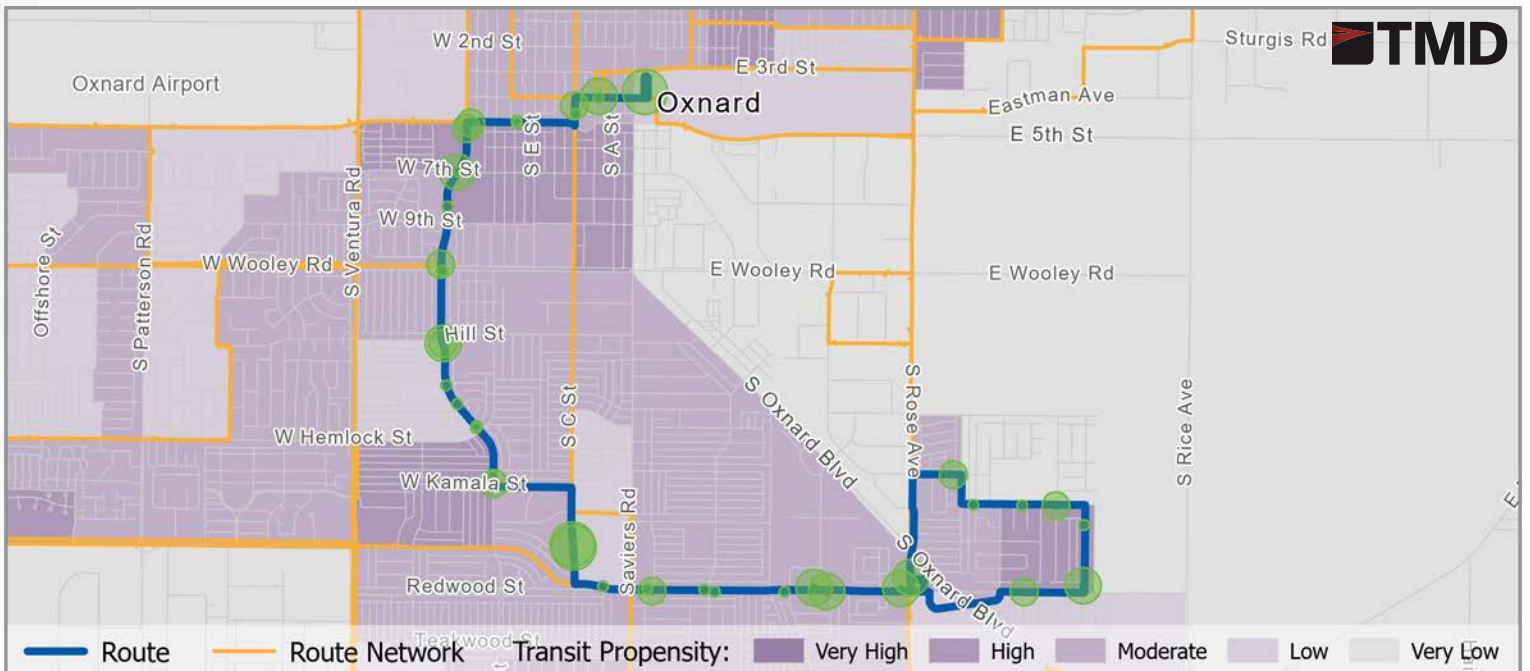 W 2nd St
Sturgis Rd
TMD
E 3rd St
Oxnard Airport
Eastman Ave
Oxnard
E 5th St
S E St
S A St
W 7th St
W 9th St
S Ventura Rd
S Patterson Rd
Offshore St
W Wooley Rd
E Wooley Rd
E Wooley Rd
Hill St
S Oxnard Blvd
S Rose Ave
S C St
S Rice Ave
W Hemlock St
W Kamala St
Saviers Rd
S Oxnard Blvd
Redwood St
Teakwood St
Route
Route Network
Transit Propensity:
Very High
High
Moderate
Low
Very Low